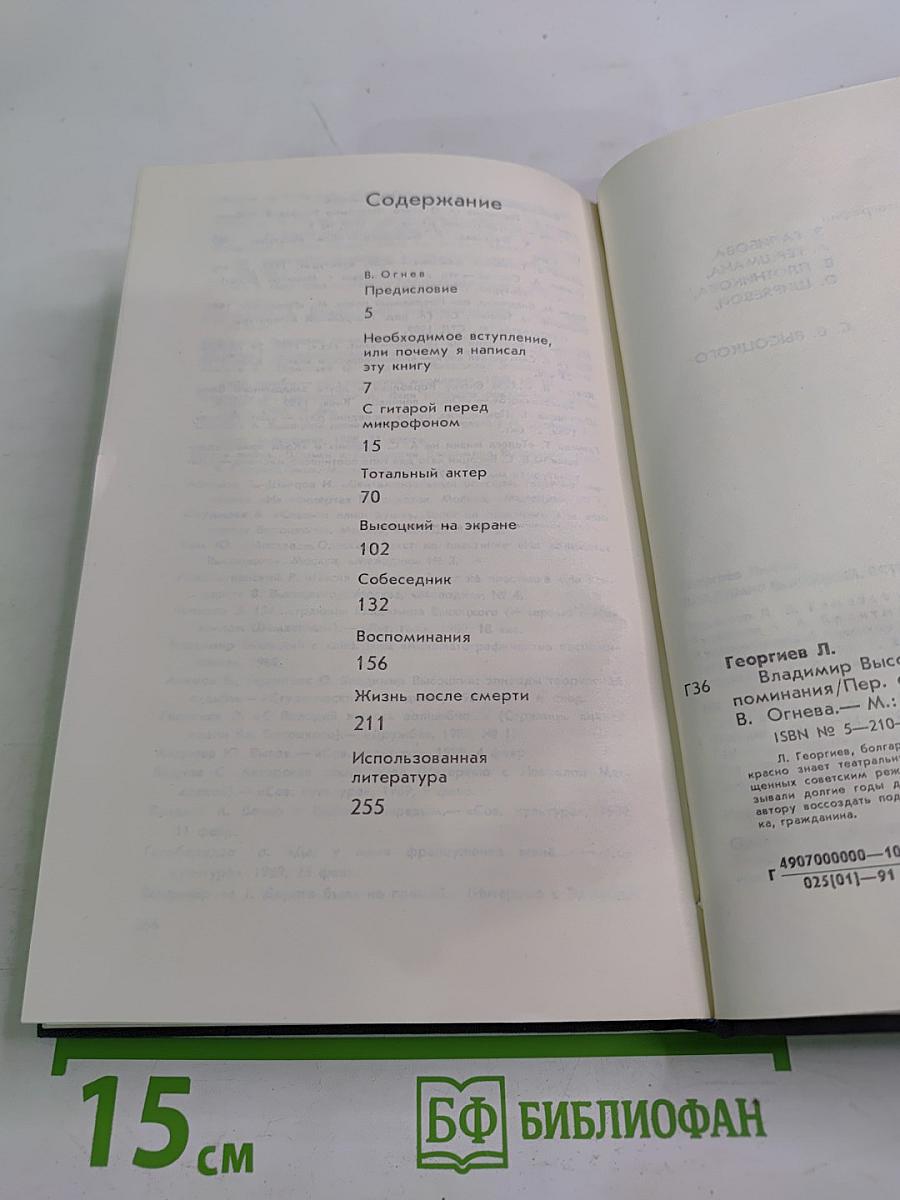 Содержание
В. Огнев
Предисловие
5
Необходимое вступление,
или почему я написал
эту книгу
7
С гитарой перед
микрофоном
15
Тотальный актер
70
Высоцкий на экране
102
Собеседник
132
Воспоминания
156
Жизнь после смерти
211
Использованная
литература
255
Георгиев Л.
Г36
Владимир Высо
поминания/Пер. с
В. Огнева.— М.:
ISBN № 5—210—
Л. Георгиев, болгар
красно знает театральн
щенных советским реж
зывали долгие годы д
автору воссоздать под
ка, гражданина.
Г 4907000000—10
025(01)—91
15 см
БФ БИБЛИОФАН